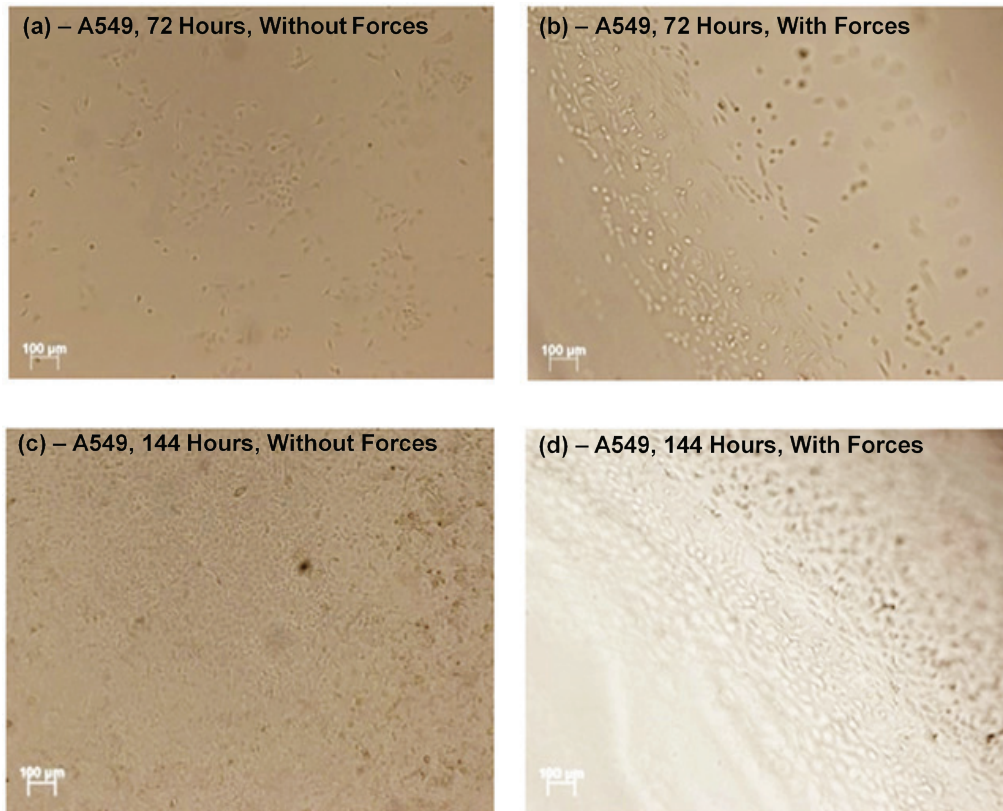 (a) – A549, 72 Hours, Without Forces
(b) – A549, 72 Hours, With Forces
100 µm
100 µm
(c) – A549, 144 Hours, Without Forces
(d) – A549, 144 Hours, With Forces
100 µm
100 µm